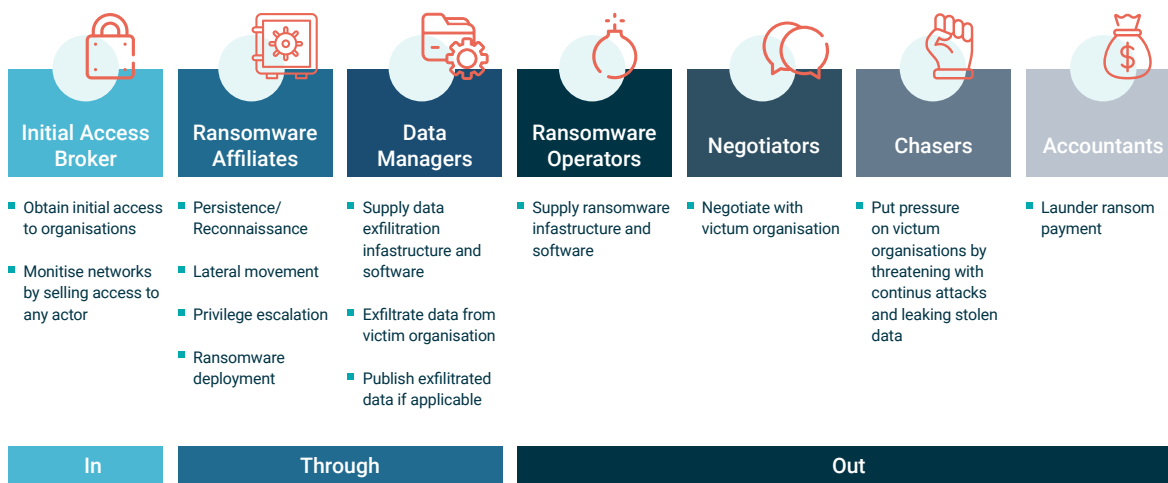 Initial Access
Broker
Ransomware
Affiliates
Data
Managers
Ransomware
Operators
Negotiators
Chasers
Accountants
Obtain initial access
to organisations
Monitise networks
by selling access to
any actor
Persistence/
Reconnaissance
Lateral movement
Privilege escalation
Ransomware
deployment
Supply data
exfilitration
infastructure and
software
Exfiltrate data from
victim organisation
Publish exfilitrated
data if applicable
Supply ransomware
infastructure and
software
Negotiate with
victum organisation
Put pressure
on victum
organisations by
threatening with
continus attacks
and leaking stolen
data
Launder ransom
payment
In
Through
Out